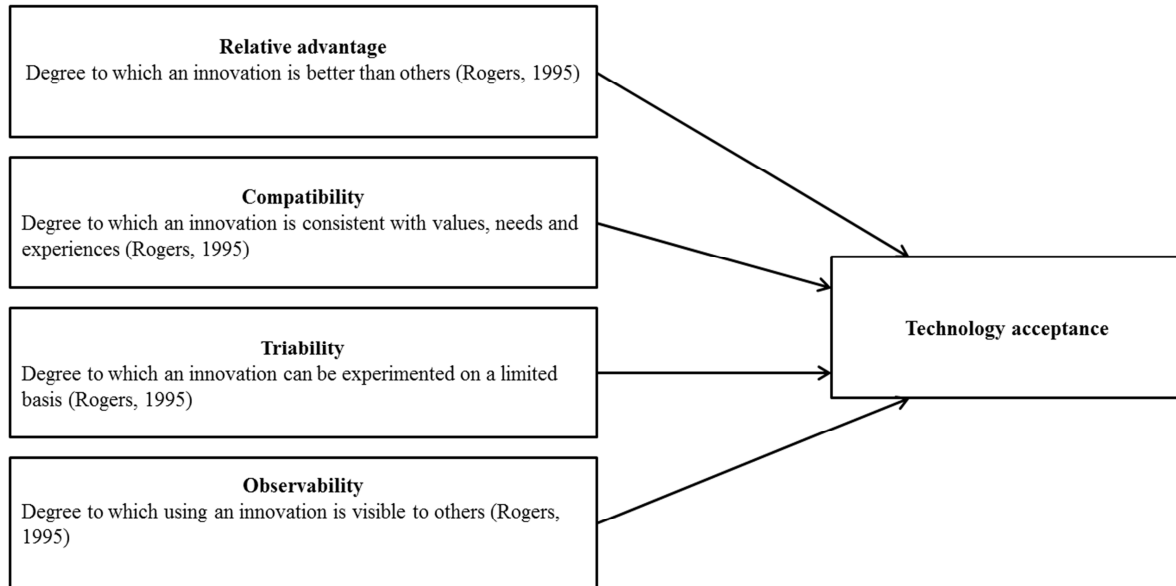 Relative advantage
Degree to which an innovation is better than others (Rogers, 1995)
Compatibility
Degree to which an innovation is consistent with values, needs and
experiences (Rogers, 1995)
Triability
Degree to which an innovation can be experimented on a limited
basis (Rogers, 1995)
Observability
Degree to which using an innovation is visible to others (Rogers,
1995)
Technology acceptance